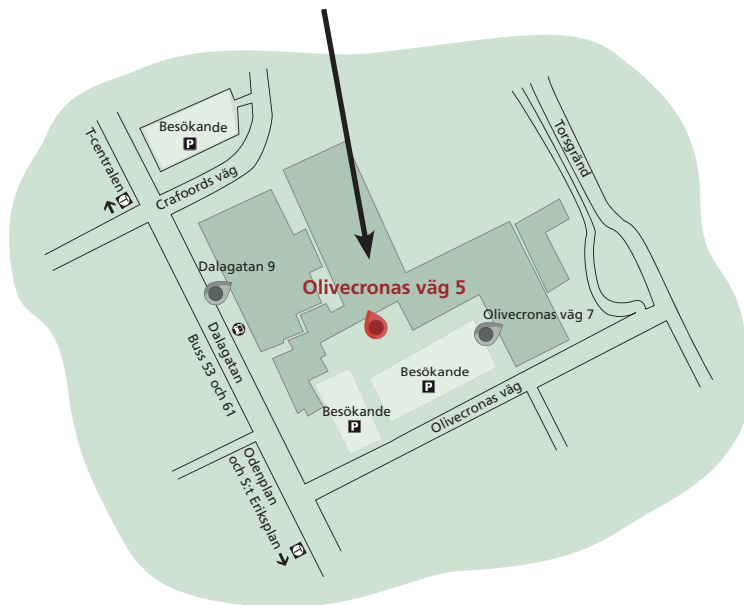 Besökande
P
T-centralen
T
Crafoords väg
Torsgränd
Dalagatan 9
Olivecronas väg 5
Olivecronas väg 7
Dalagatan
Buss 53 och 61
Besökande
P
Besökande
P
Olivecronas väg
Odenplan
och S:t Eriksplan
T